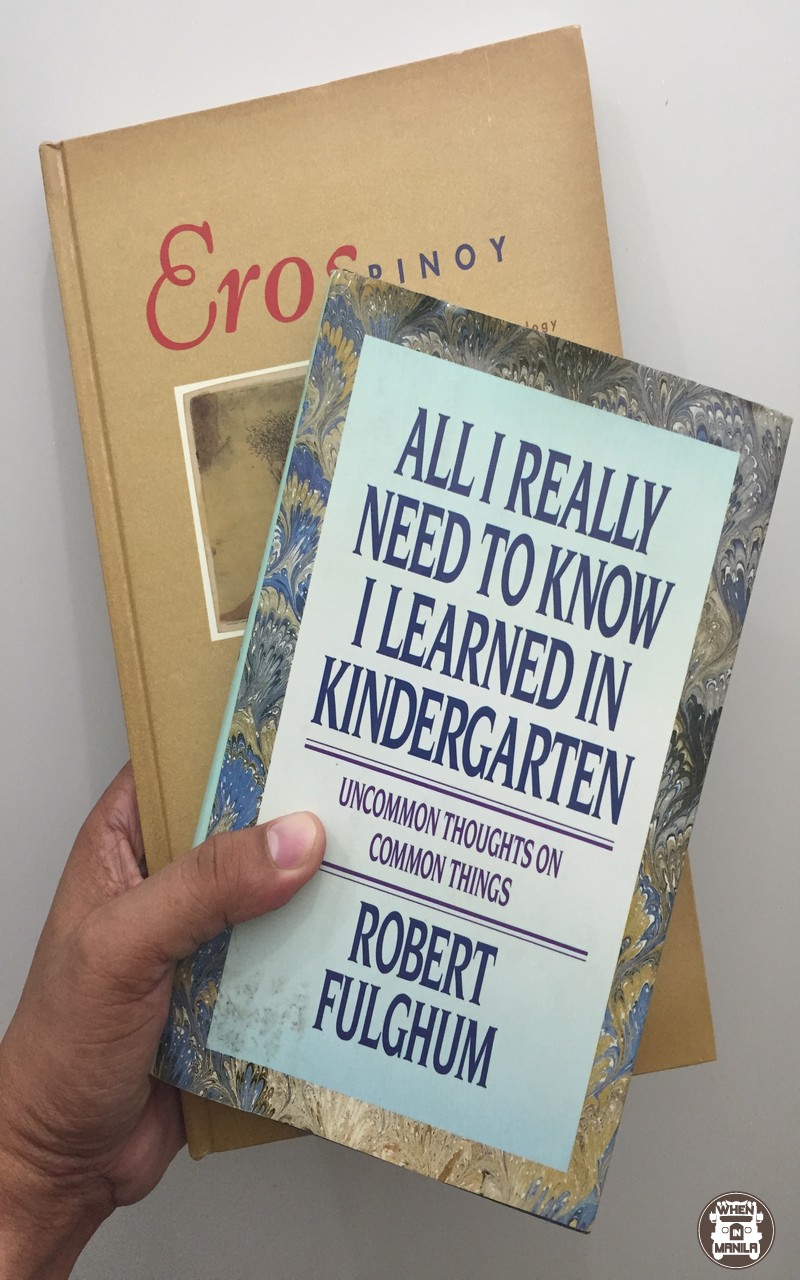 Eros PINOY
ALL I REALLY
NEED TO KNOW
I LEARNED IN
KINDERGARTEN
UNCOMMON THOUGHTS ON
COMMON THINGS
ROBERT
FULGHUM
WHEN
IN
MANILA